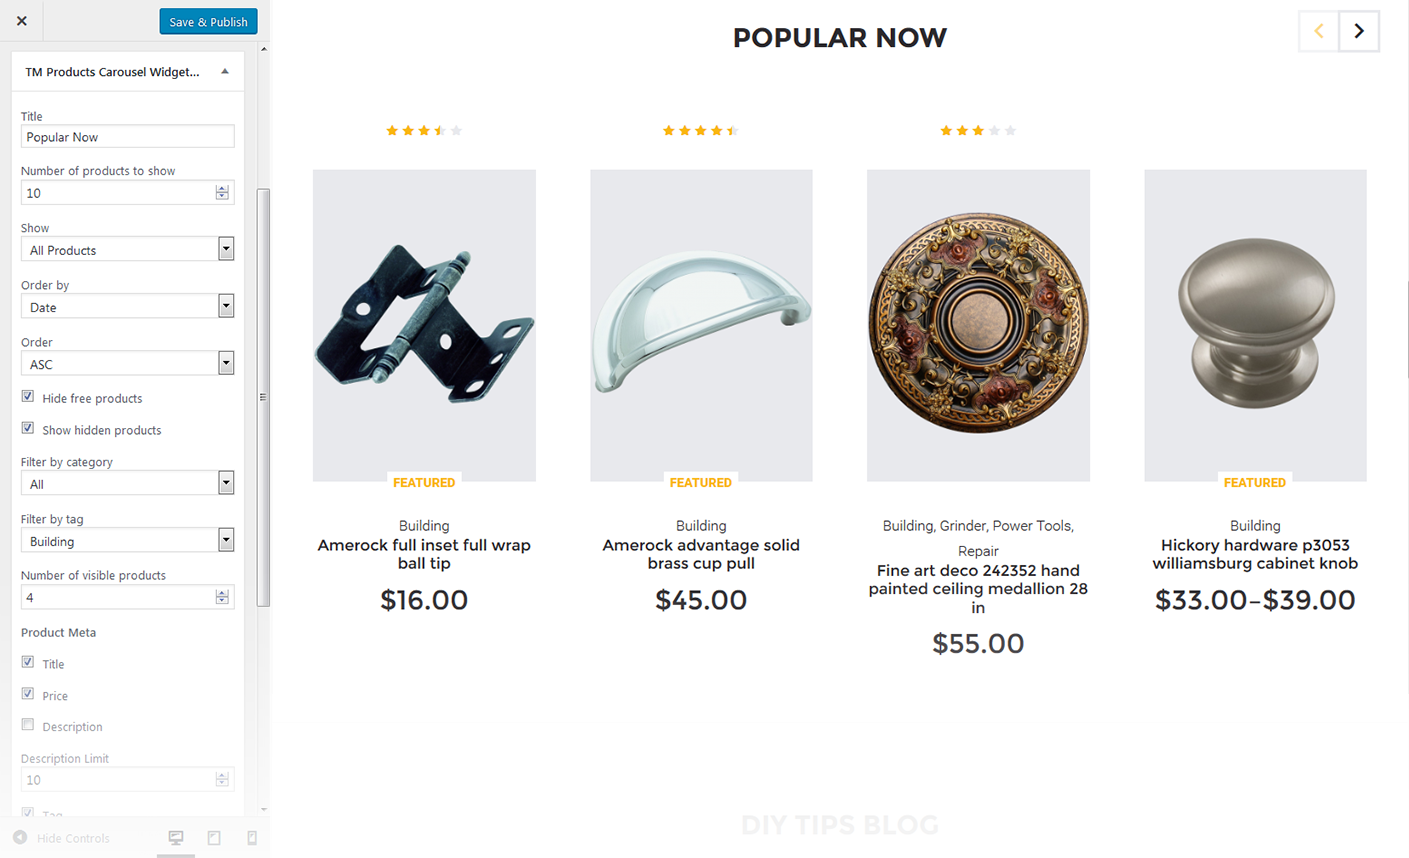 Save & Publish
TM Products Carousel Widget...
Title
Popular Now
Number of products to show
10
Show
All Products
Order by
Date
Order
ASC
Hide free products
Show hidden products
Filter by category
All
Filter by tag
Building
Number of visible products
4
Product Meta
Title
Price
Description
Description Limit
10
Tag
Hide Controls
POPULAR NOW
FEATURED
Building
Amerock full inset full wrap
ball tip
$16.00
FEATURED
Building
Amerock advantage solid
brass cup pull
$45.00
Building, Grinder, Power Tools,
Repair
Fine art deco 242352 hand
painted ceiling medallion 28
in
$55.00
FEATURED
Building
Hickory hardware p3053
williamsburg cabinet knob
$33.00–$39.00
DIY TIPS BLOG